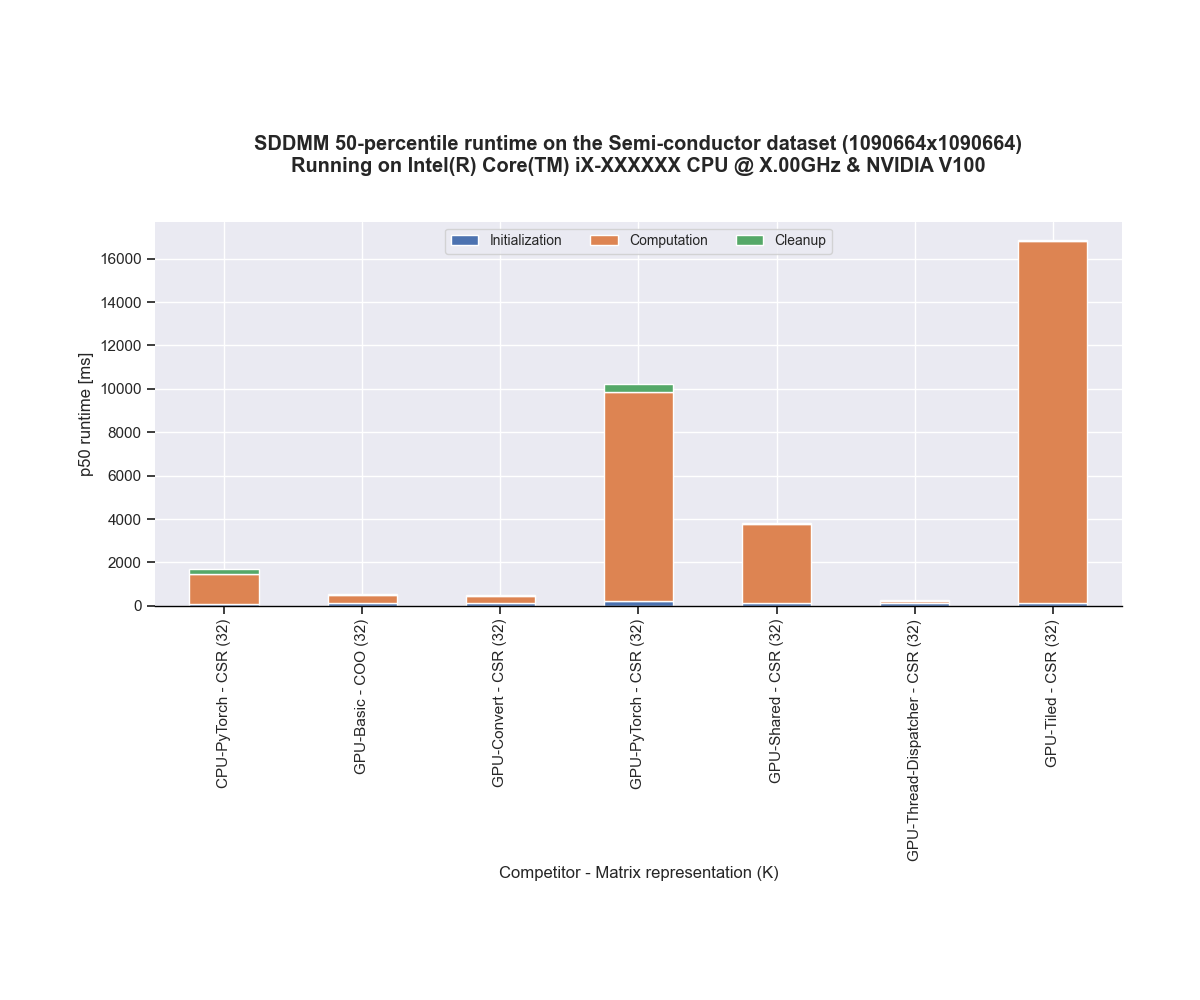 SDDMM 50-percentile runtime on the Semi-conductor dataset (1090664x1090664)
Running on Intel(R) Core(TM) iX-XXXXXX CPU @ X.00GHz & NVIDIA V100
Initialization
Computation
Cleanup
p50 runtime [ms]
16000
14000
12000
10000
8000
6000
4000
2000
0
CPU-PyTorch - CSR (32)
GPU-Basic - COO (32)
GPU-Convert - CSR (32)
GPU-PyTorch - CSR (32)
GPU-Shared - CSR (32)
GPU-Thread-Dispatcher - CSR (32)
GPU-Tiled - CSR (32)
Competitor - Matrix representation (K)